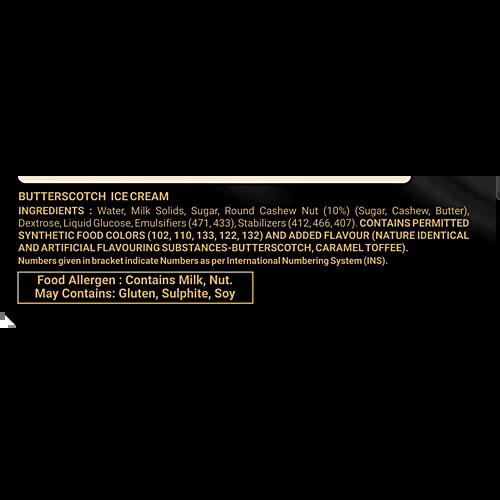 BUTTERSCOTCH ICE CREAM
INGREDIENTS : Water, Milk Solids, Sugar, Round Cashew Nut (10%) (Sugar, Cashew, Butter),
Dextrose, Liquid Glucose, Emulsifiers (471, 433), Stabilizers (412, 466, 407). CONTAINS PERMITTED
SYNTHETIC FOOD COLORS (102, 110, 133, 122, 132) AND ADDED FLAVOUR (NATURE IDENTICAL
AND ARTIFICIAL FLAVOURING SUBSTANCES-BUTTERSCOTCH, CARAMEL TOFFEE).
Numbers given in bracket indicate Numbers as per International Numbering System (INS).
Food Allergen : Contains Milk, Nut.
May Contains: Gluten, Sulphite, Soy